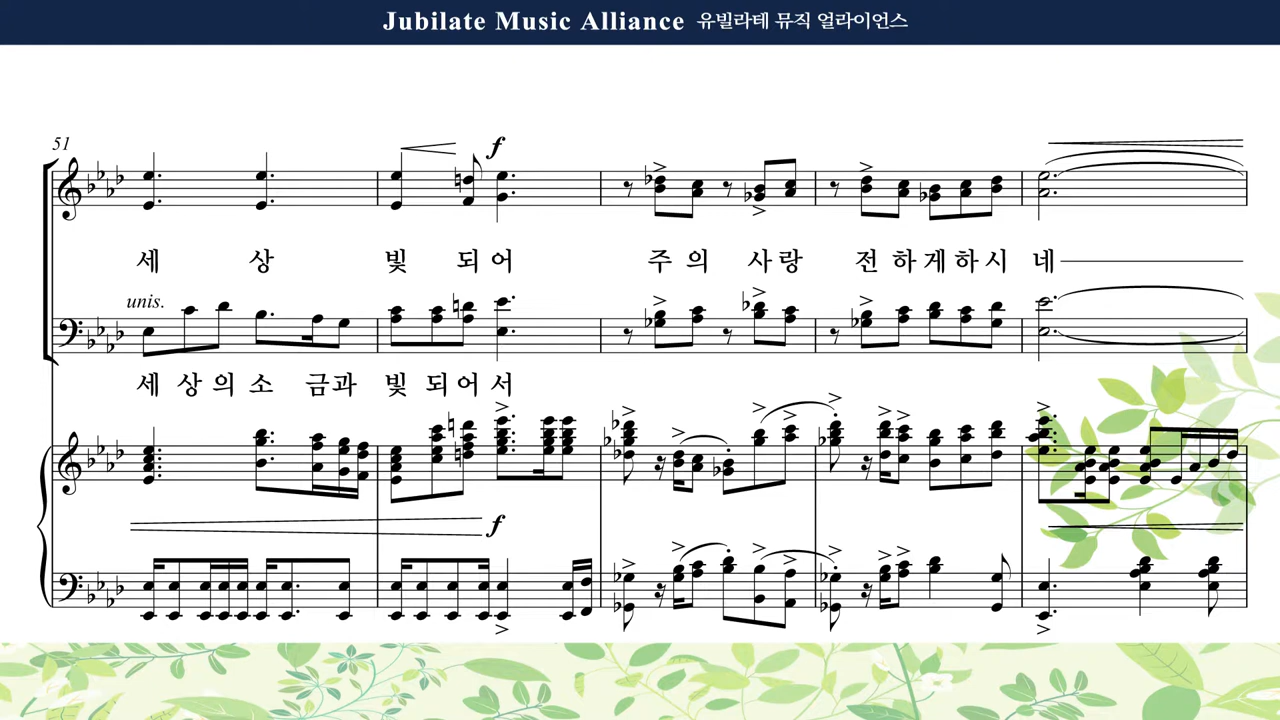 Jubilate Music Alliance 유빌라테 뮤직 얼라이언스
51
f
세 상 빛 되 어 주 의 사 랑 전 하 게 하 시 네
unis.
세 상 의 소 금 과 빛 되 어 서
f